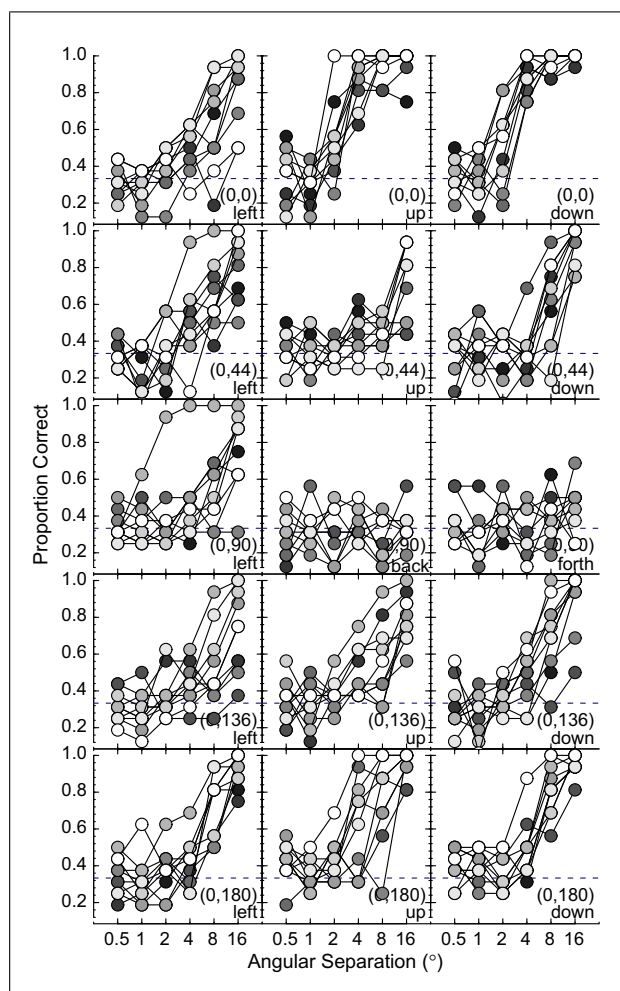 Proportion Correct
1.0
0.8
0.6
0.4
0.2
(0,0)
left
(0,0)
up
(0,0)
down
1.0
0.8
0.6
0.4
0.2
(0,44)
left
(0,44)
up
(0,44)
down
1.0
0.8
0.6
0.4
0.2
(0,90)
left
(0,90)
back
forth
1.0
0.8
0.6
0.4
0.2
(0,136)
left
(0,136)
up
(0,136)
down
1.0
0.8
0.6
0.4
0.2
(0,180)
left
(0,180)
up
(0,180)
down
0.5 1 2 4 8 16 0.5 1 2 4 8 16 0.5 1 2 4 8 16
Angular Separation (°)